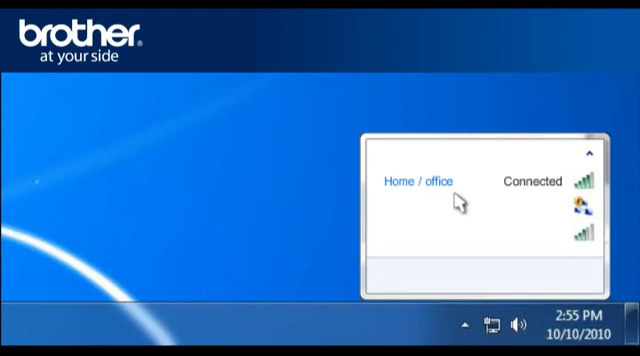 brother
at your side
Home / office Connected
2:55 PM
10/10/2010